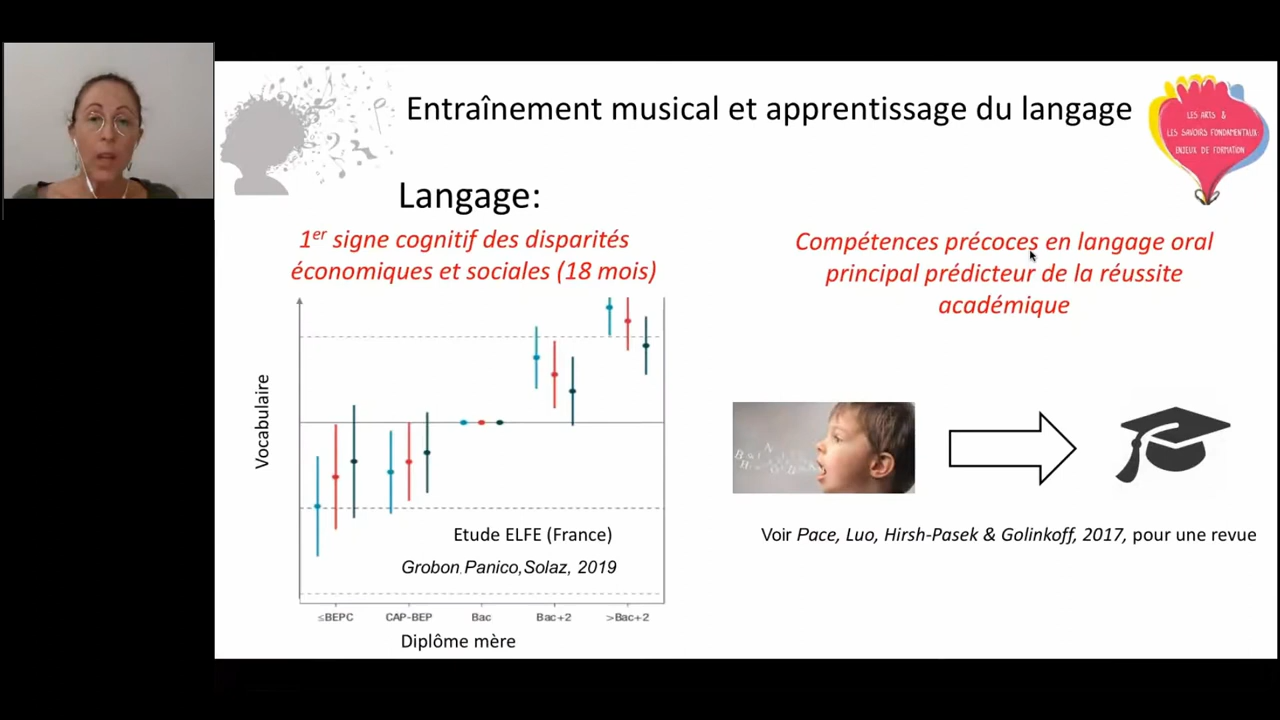 Entraînement musical et apprentissage du langage
LES ARTS &
LES SAVOIRS FONDAMENTAUX
ENJEUX DE FORMATION
Langage:
1er signe cognitif des disparités
économiques et sociales (18 mois)
Vocabulaire
Etude ELFE (France)
Grobon Panico, Solaz, 2019
≤BEPC CAP-BEP Bac Bac+2 >Bac+2
Diplôme mère
Compétences précoces en langage oral
principal prédicteur de la réussite
académique
Voir Pace, Luo, Hirsh-Pasek & Golinkoff, 2017, pour une revue